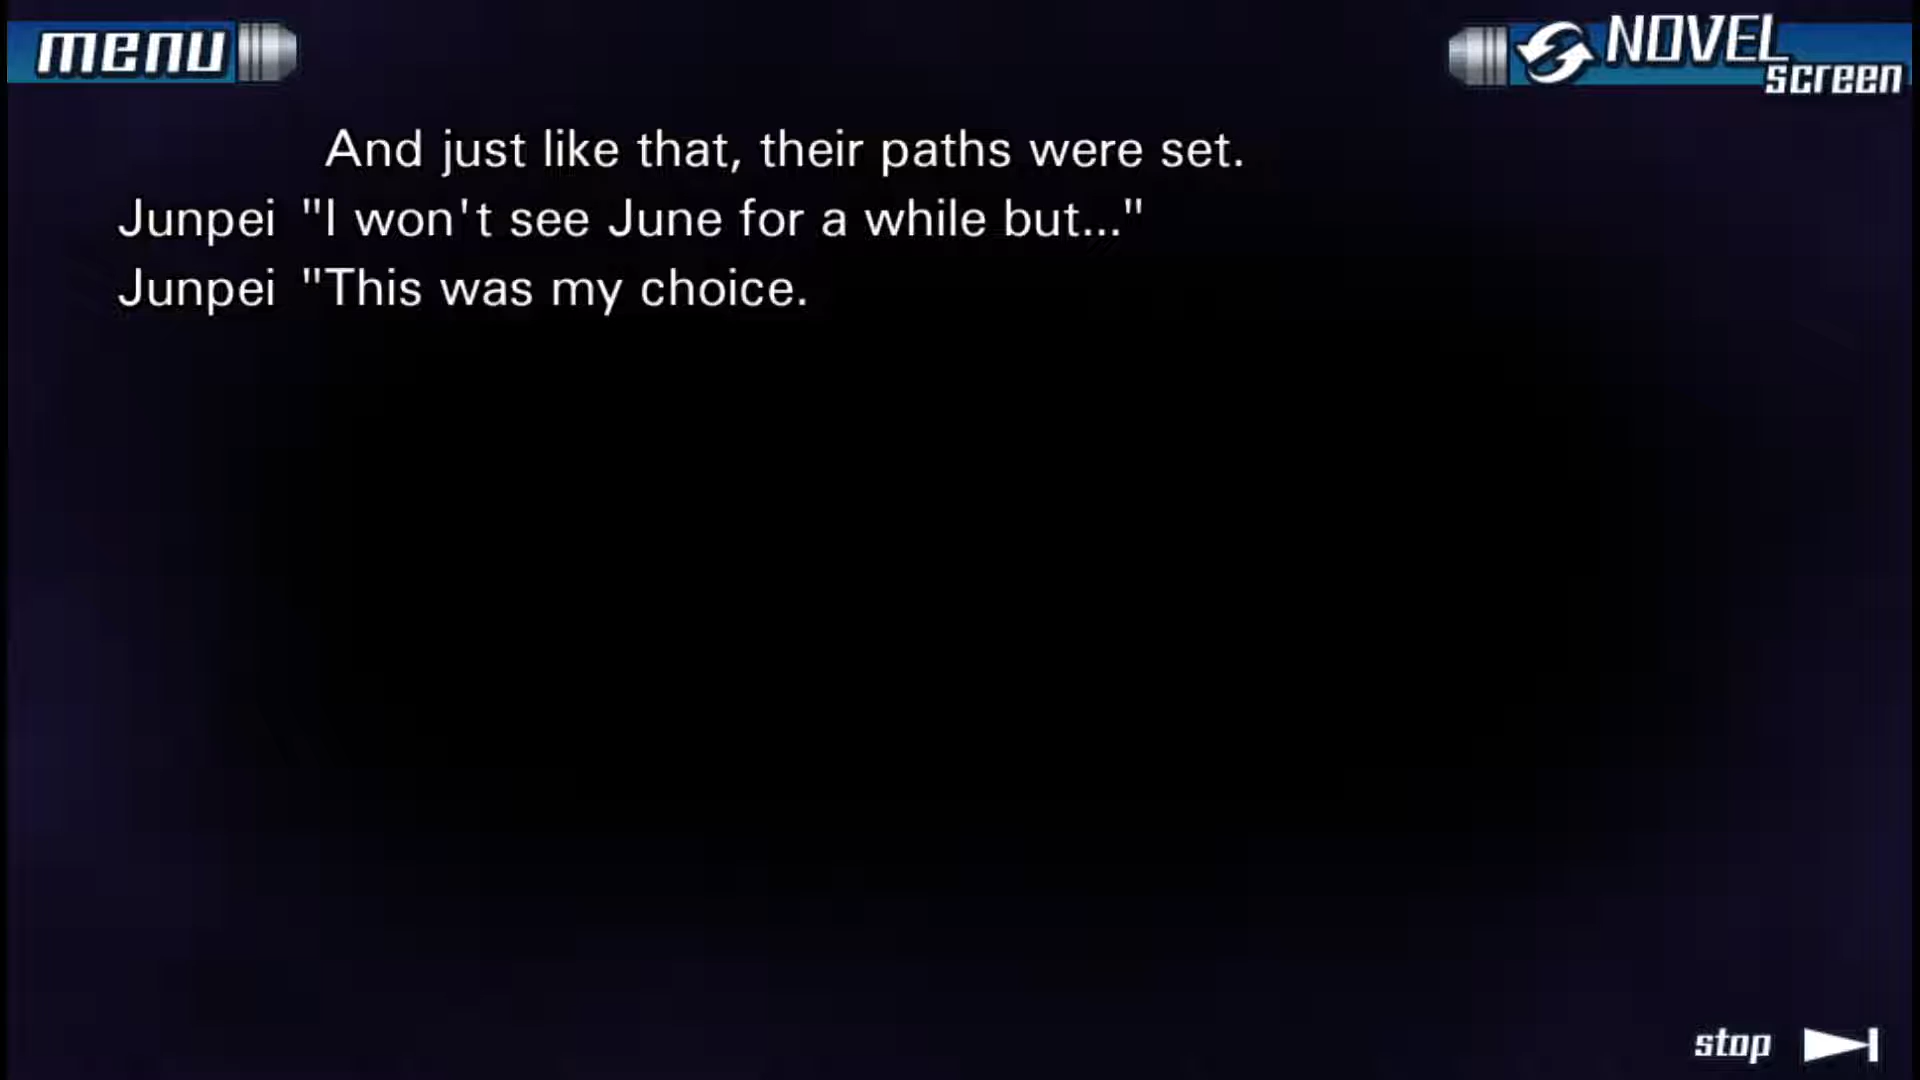 menu
NOVEL
screen
And just like that, their paths were set.
Junpei "I won't see June for a while but..."
Junpei "This was my choice.
stop